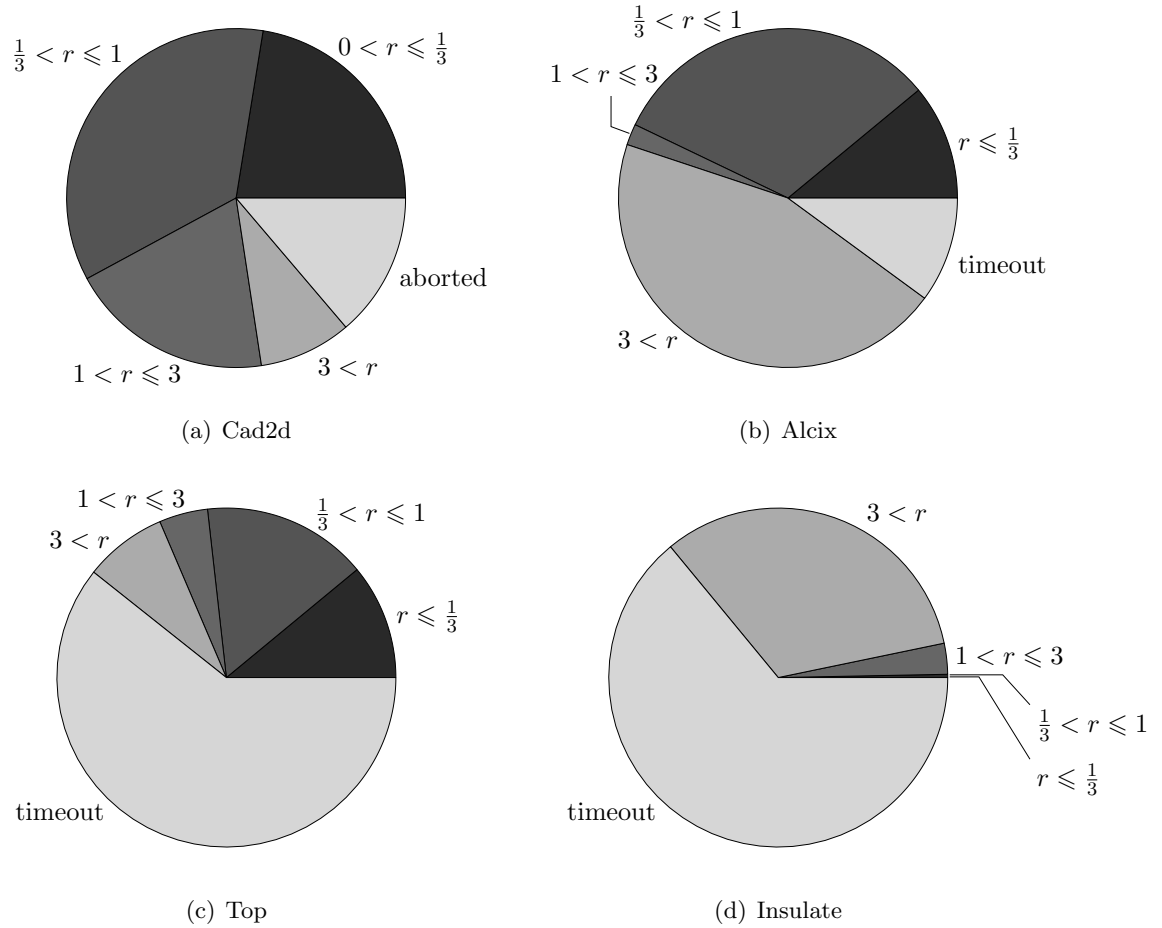 1/3 < r ⩽ 1
0 < r ⩽ 1/3
1 < r ⩽ 3
3 < r
aborted
(a) Cad2d
1/3 < r ⩽ 1
1 < r ⩽ 3
r ⩽ 1/3
3 < r
timeout
(b) Alcix
1 < r ⩽ 3
1/3 < r ⩽ 1
3 < r
r ⩽ 1/3
timeout
(c) Top
3 < r
1 < r ⩽ 3
1/3 < r ⩽ 1
r ⩽ 1/3
timeout
(d) Insulate